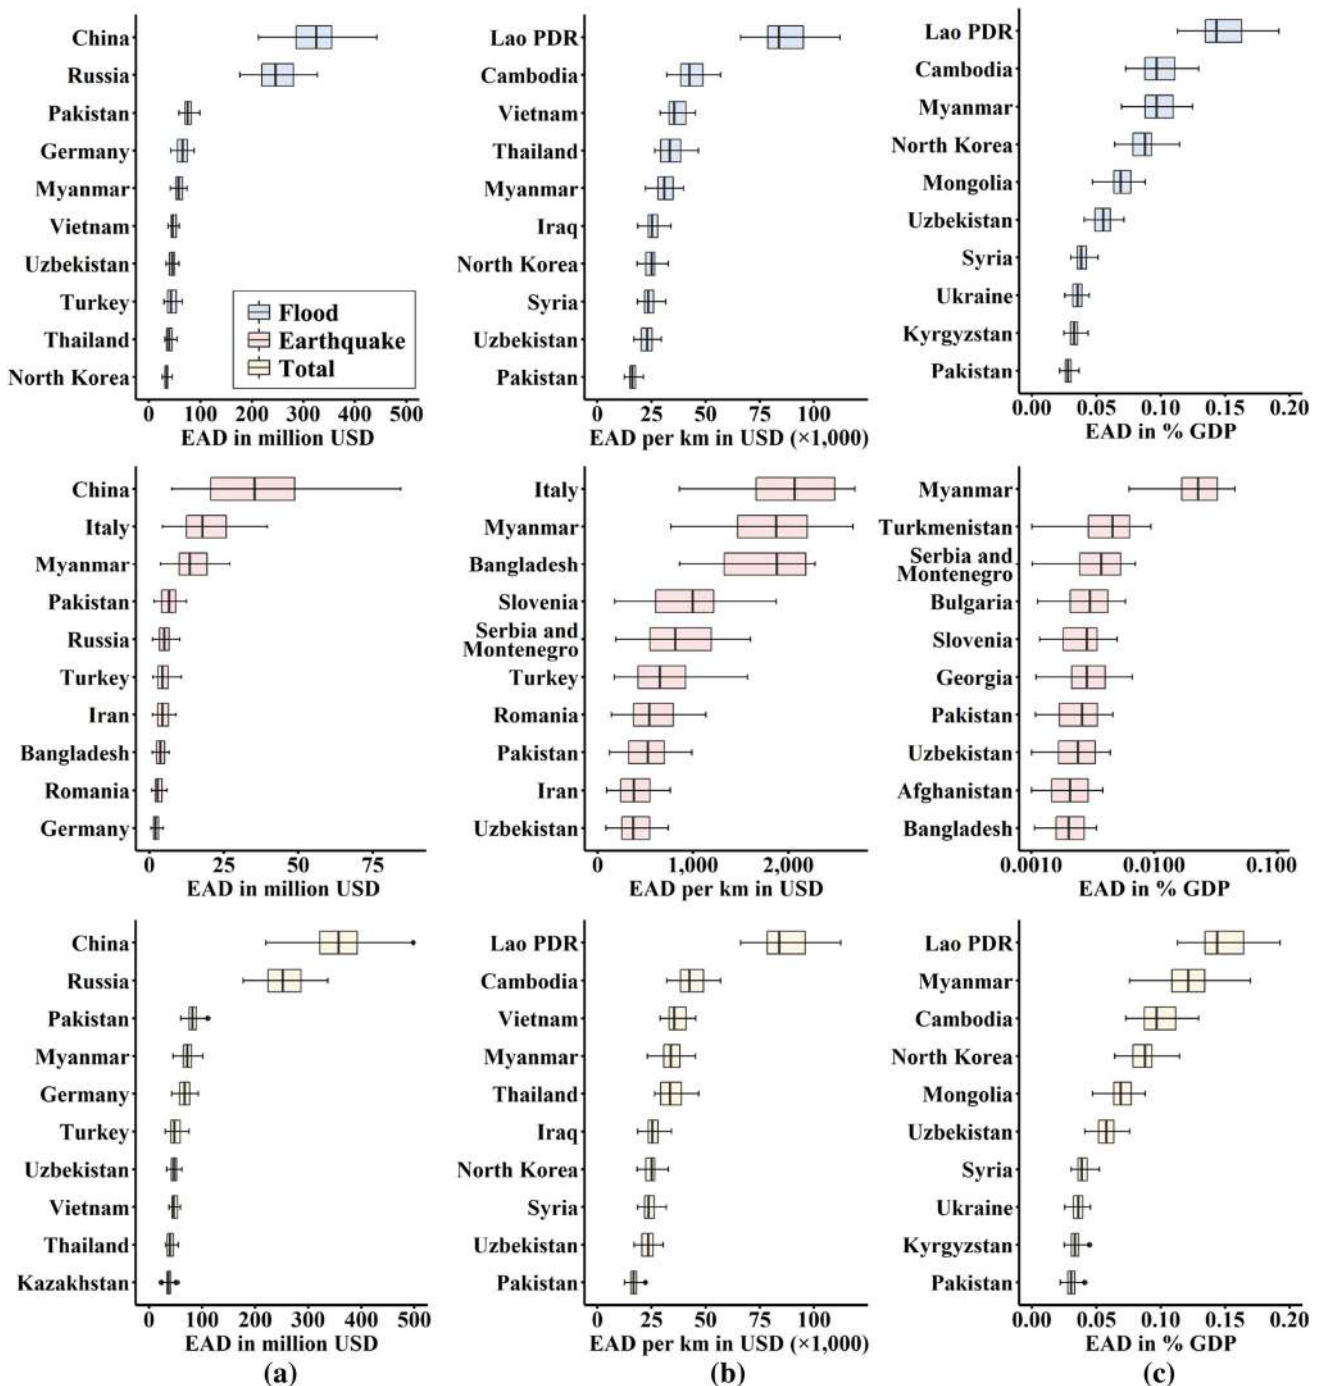 China
Russia
Pakistan
Germany
Myanmar
Vietnam
Uzbekistan
Turkey
Thailand
North Korea
Flood
Earthquake
Total
0 100 200 300 400 500
EAD in million USD
Lao PDR
Cambodia
Vietnam
Thailand
Myanmar
Iraq
North Korea
Syria
Uzbekistan
Pakistan
0 25 50 75 100
EAD per km in USD (×1,000)
Lao PDR
Cambodia
Myanmar
North Korea
Mongolia
Uzbekistan
Syria
Ukraine
Kyrgyzstan
Pakistan
0.00 0.05 0.10 0.15 0.20
EAD in % GDP
China
Italy
Myanmar
Pakistan
Russia
Turkey
Iran
Bangladesh
Romania
Germany
0 25 50 75
EAD in million USD
Italy
Myanmar
Bangladesh
Slovenia
Serbia and
Montenegro
Turkey
Romania
Pakistan
Iran
Uzbekistan
0 1,000 2,000
EAD per km in USD
Myanmar
Turkmenistan
Serbia and
Montenegro
Bulgaria
Slovenia
Georgia
Pakistan
Uzbekistan
Afghanistan
Bangladesh
0.0010 0.0100 0.100
EAD in % GDP
China
Russia
Pakistan
Myanmar
Germany
Turkey
Uzbekistan
Vietnam
Thailand
Kazakhstan
0 100 200 300 400 500
EAD in million USD
(a)
Lao PDR
Cambodia
Vietnam
Myanmar
Thailand
Iraq
North Korea
Syria
Uzbekistan
Pakistan
0 25 50 75 100
EAD per km in USD (×1,000)
(b)
Lao PDR
Myanmar
Cambodia
North Korea
Mongolia
Uzbekistan
Syria
Ukraine
Kyrgyzstan
Pakistan
0.00 0.05 0.10 0.15 0.20
EAD in % GDP
(c)